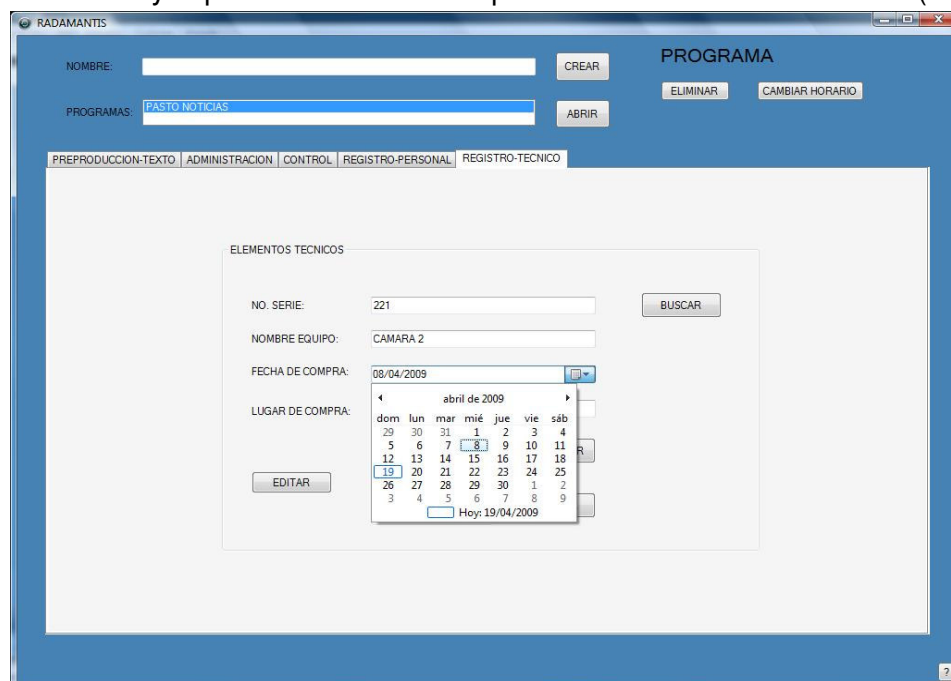 RADAMANTIS
NOMBRE:
CREAR
PROGRAMA
ELIMINAR
CAMBIAR HORARIO
PROGRAMAS:
PASTO NOTICIAS
ABRIR
PREPRODUCCION-TEXTO ADMINISTRACION CONTROL REGISTRO-PERSONAL REGISTRO-TECNICO
ELEMENTOS TECNICOS
NO. SERIE: 221 BUSCAR
NOMBRE EQUIPO: CAMARA 2
FECHA DE COMPRA: 08/04/2009
LUGAR DE COMPRA:
abril de 2009
dom lun mar mié jue vie sáb
29 30 31 1 2 3 4
5 6 7 8 9 10 11
12 13 14 15 16 17 18
19 20 21 22 23 24 25
26 27 28 29 30 1 2
3 4 5 6 7 8 9
Hoy: 19/04/2009
R
EDITAR
?